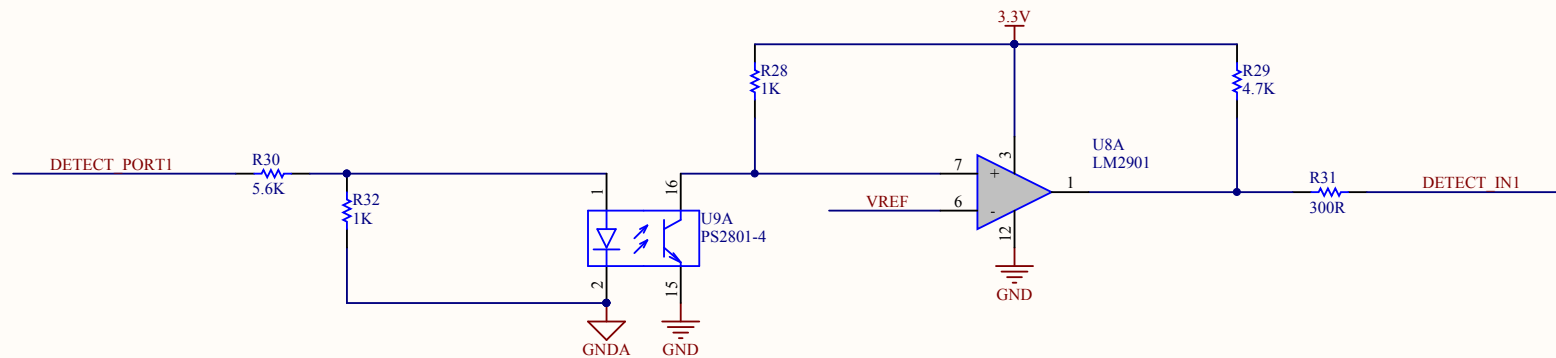 3.3V
R28
1K
R29
4.7K
DETECT_PORT1
R30
5.6K
R32
1K
1
16
U9A
PS2801-4
2
15
GNDA
GND
7
+
VREF
6
-
3
12
GND
U8A
LM2901
1
R31
300R
DETECT_IN1